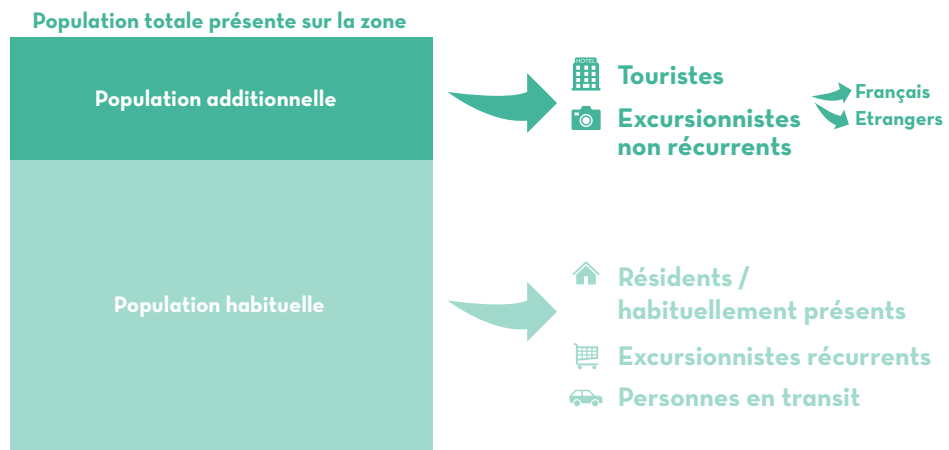 Population totale présente sur la zone
Population additionnelle
HOTEL
Touristes
Excursionnistes
non récurrents
Français
Etrangers
Population habituelle
Résidents /
habituellement présents
Excursionnistes récurrents
Personnes en transit